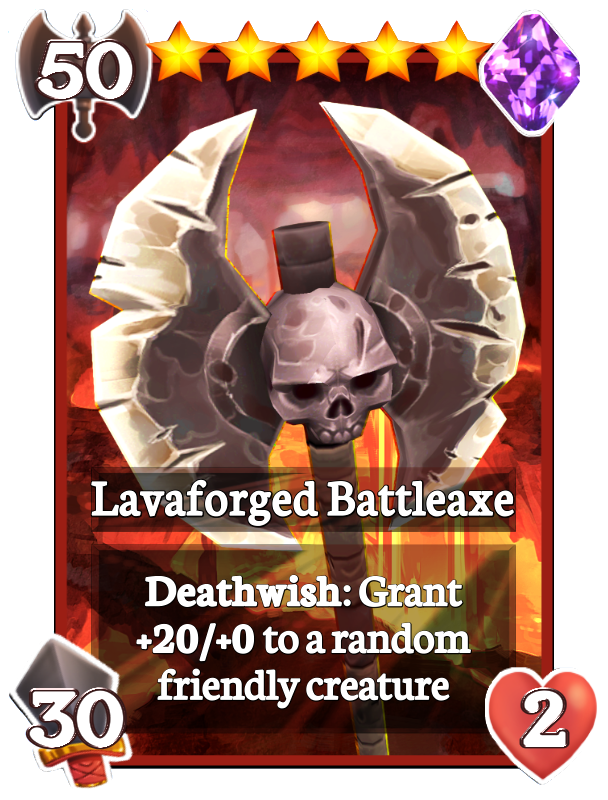 50
Lavaforged Battleaxe
Deathwish: Grant
+20/+0 to a random
friendly creature
30
2